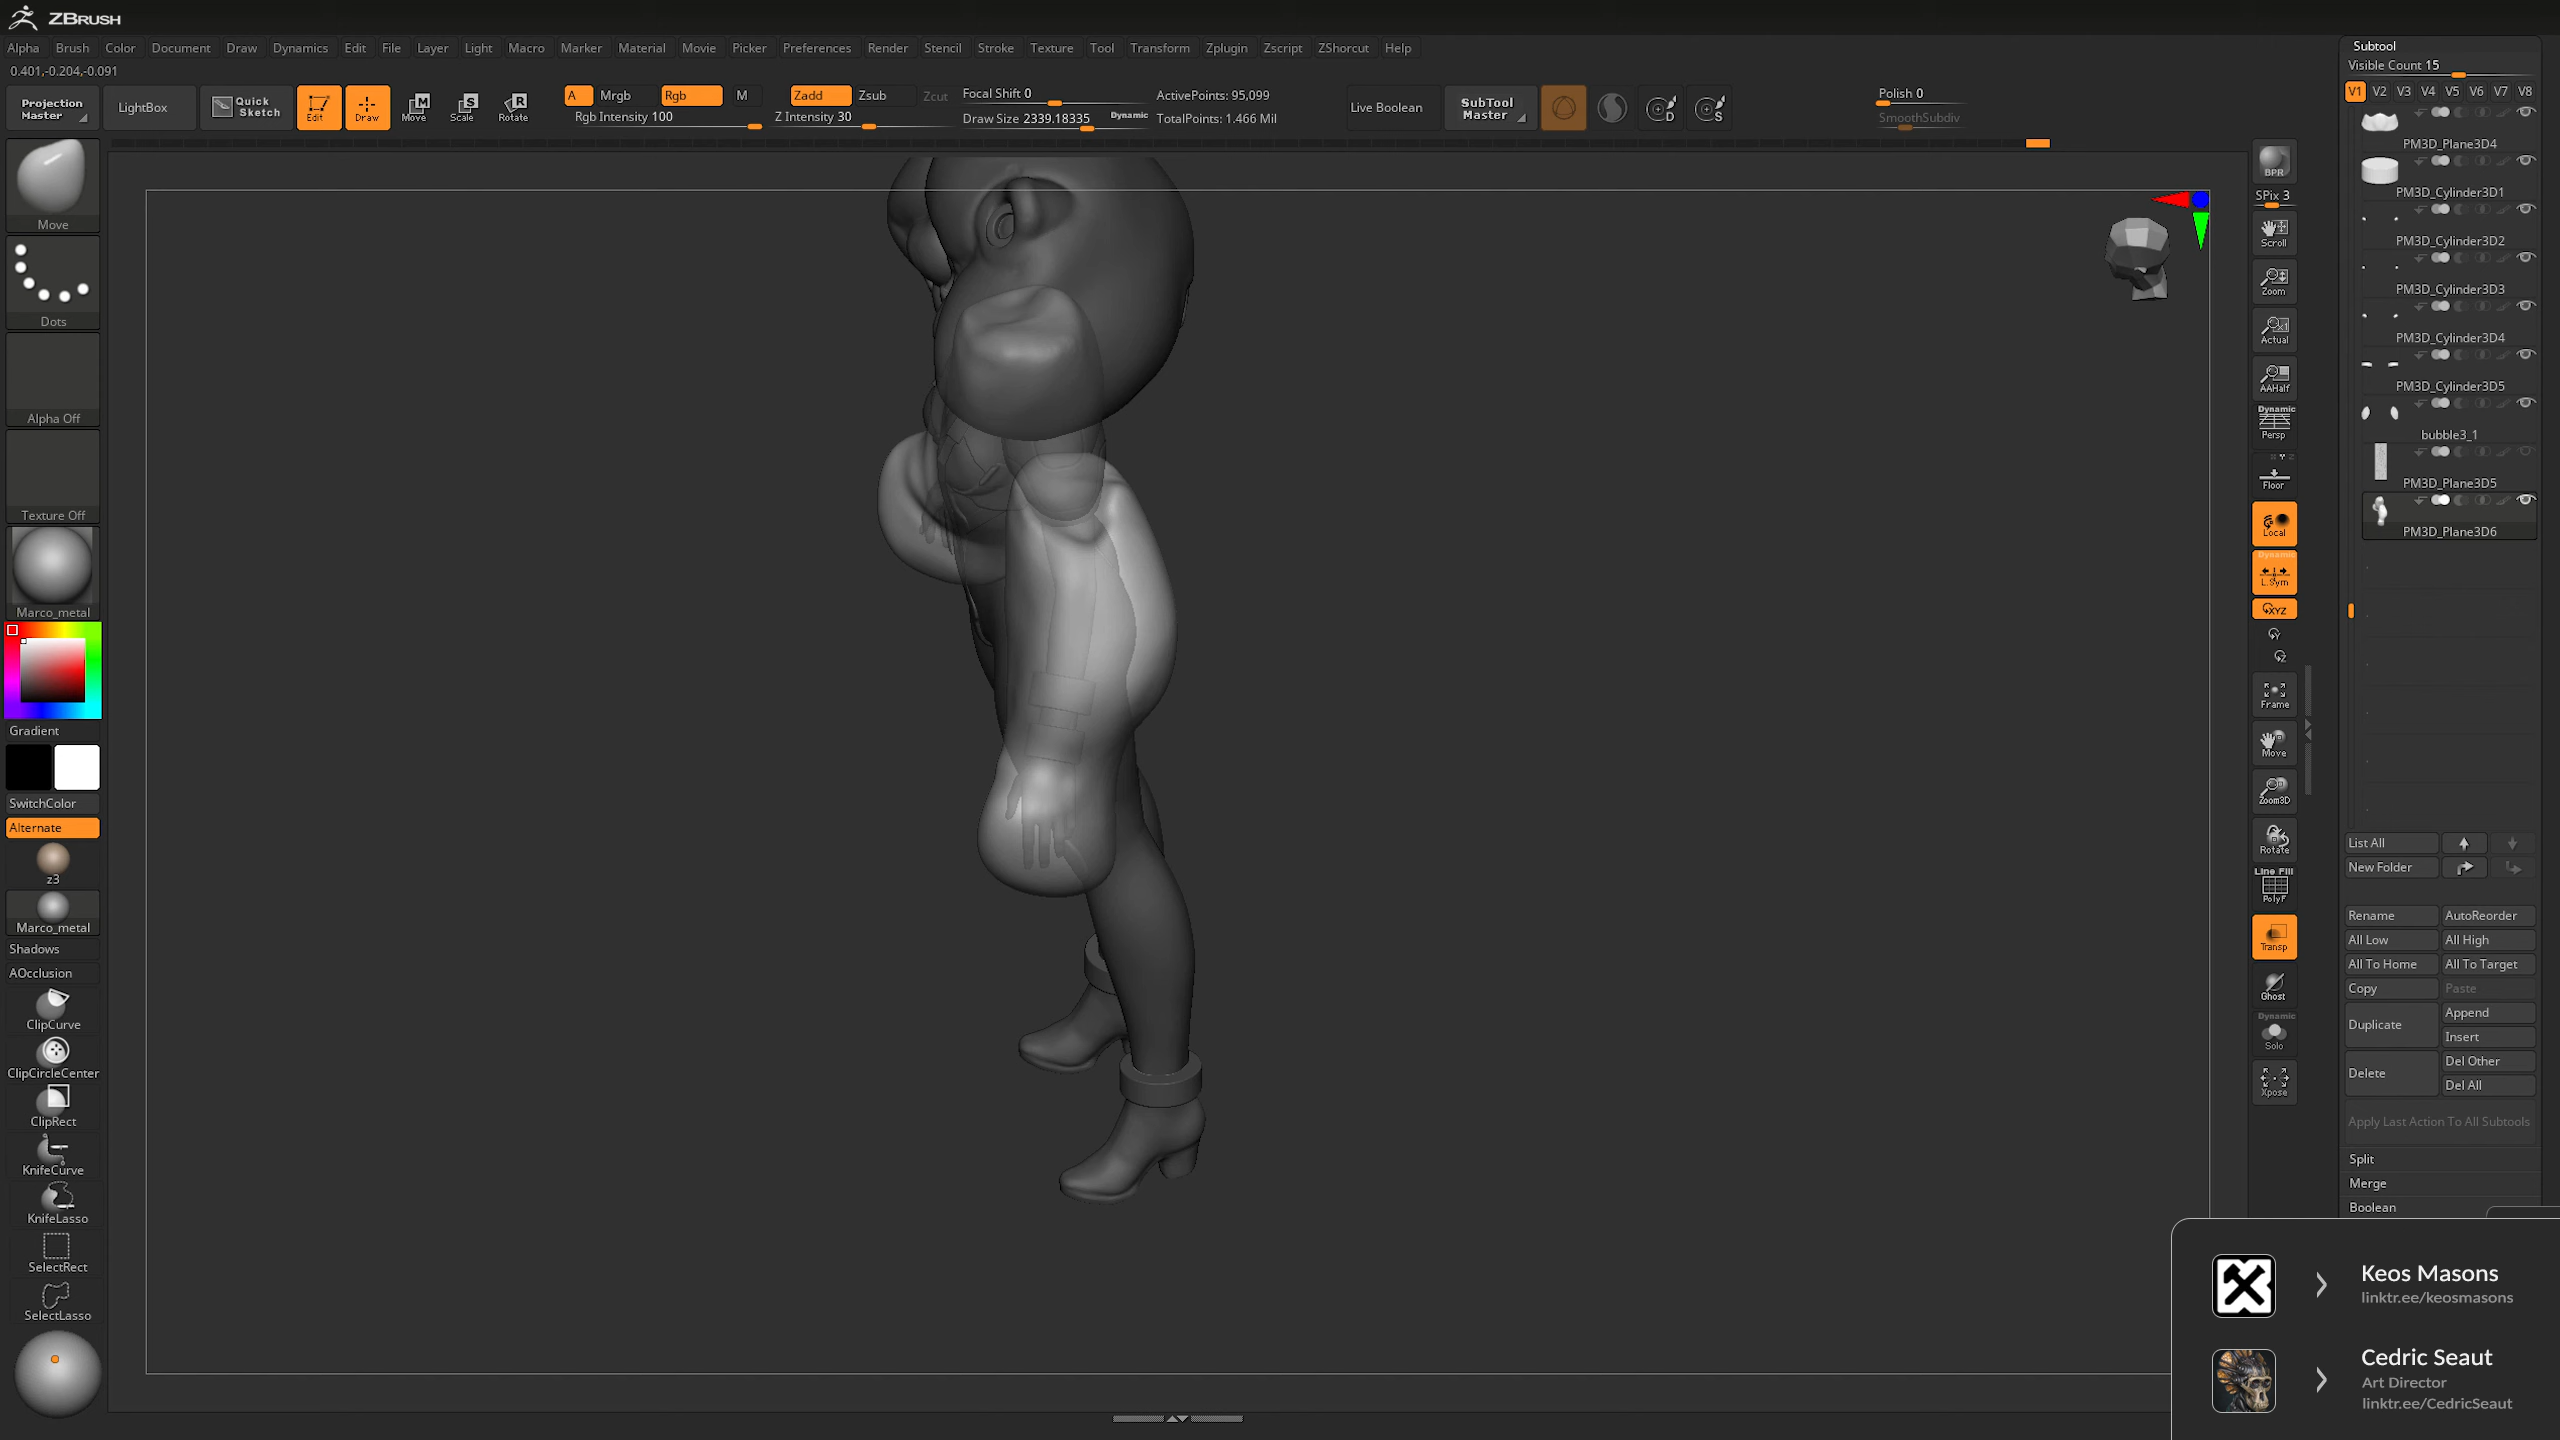 ZBRUSH
Alpha Brush Color Document Draw Dynamics Edit File Layer Light Macro Marker Material Movie Picker Preferences Render Stencil Stroke Texture Tool Transform Zplugin Zscript ZShorcut Help
0.401,-0.204,-0.091
Projection Master
LightBox
Quick Sketch
Edit
Draw
Move
Scale
Rotate
A Mrgb Rgb M
Rgb Intensity 100
Zadd Zsub Zcut
Z Intensity 30
Focal Shift 0
Draw Size 2339.18335 Dynamic
ActivePoints: 95,099
TotalPoints: 1.466 Mil
Live Boolean
SubTool Master
D
S
Polish 0
SmoothSubdiv
Move
Dots
Alpha Off
Texture Off
Marco_metal
Gradient
SwitchColor
Alternate
z3
Marco_metal
Shadows
AOcclusion
ClipCurve
ClipCircleCenter
ClipRect
KnifeCurve
KnifeLasso
SelectRect
SelectLasso
BPR
SPix 3
Scroll
Zoom
Actual
AAHalf
Dynamic
Persp
Floor
Local
Dynamic
L.Sym
XYZ
Y
Z
Frame
Move
Zoom3D
Rotate
Line Fill
PolyF
Transp
Ghost
Dynamic
Solo
Xpose
Subtool
Visible Count 15
V1 V2 V3 V4 V5 V6 V7 V8
PM3D_Plane3D4
PM3D_Cylinder3D1
PM3D_Cylinder3D2
PM3D_Cylinder3D3
PM3D_Cylinder3D4
PM3D_Cylinder3D5
bubble3_1
PM3D_Plane3D5
PM3D_Plane3D6
List All
New Folder
Rename AutoReorder
All Low All High
All To Home All To Target
Copy Paste
Duplicate Append
Insert
Delete Del Other
Del All
Apply Last Action To All Subtools
Split
Merge
Boolean
Keos Masons
linktr.ee/keosmasons
Cedric Seaut
Art Director
linktr.ee/CedricSeaut